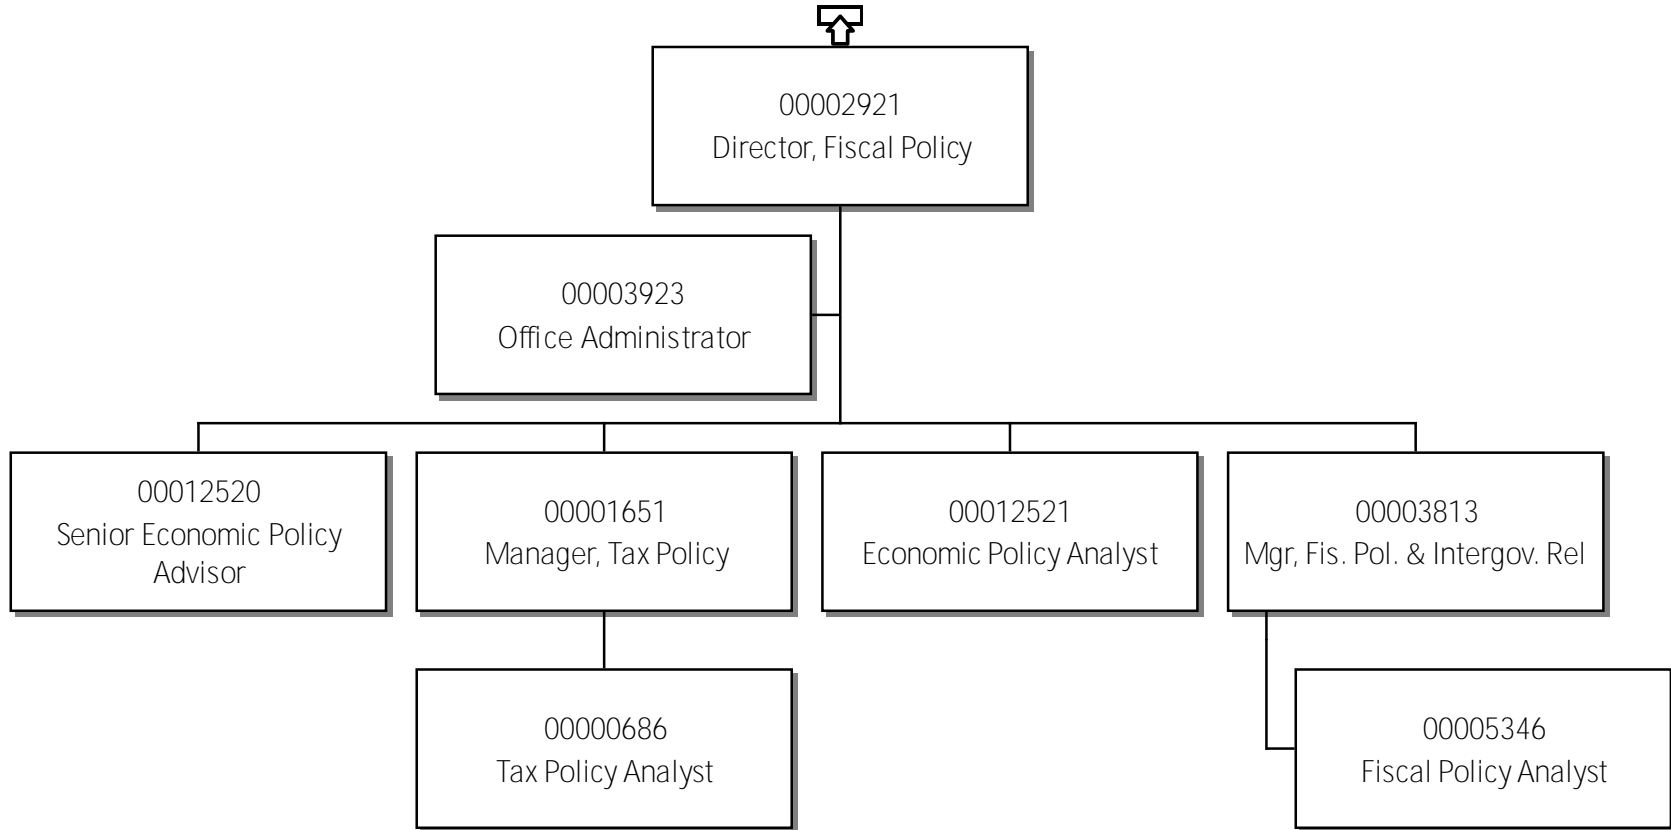 00002921
Director, Fiscal Policy
00003923
Office Administrator
00012520
Senior Economic Policy
Advisor
00001651
Manager, Tax Policy
00012521
Economic Policy Analyst
00003813
Mgr, Fis. Pol. & Intergov. Rel
00000686
Tax Policy Analyst
00005346
Fiscal Policy Analyst